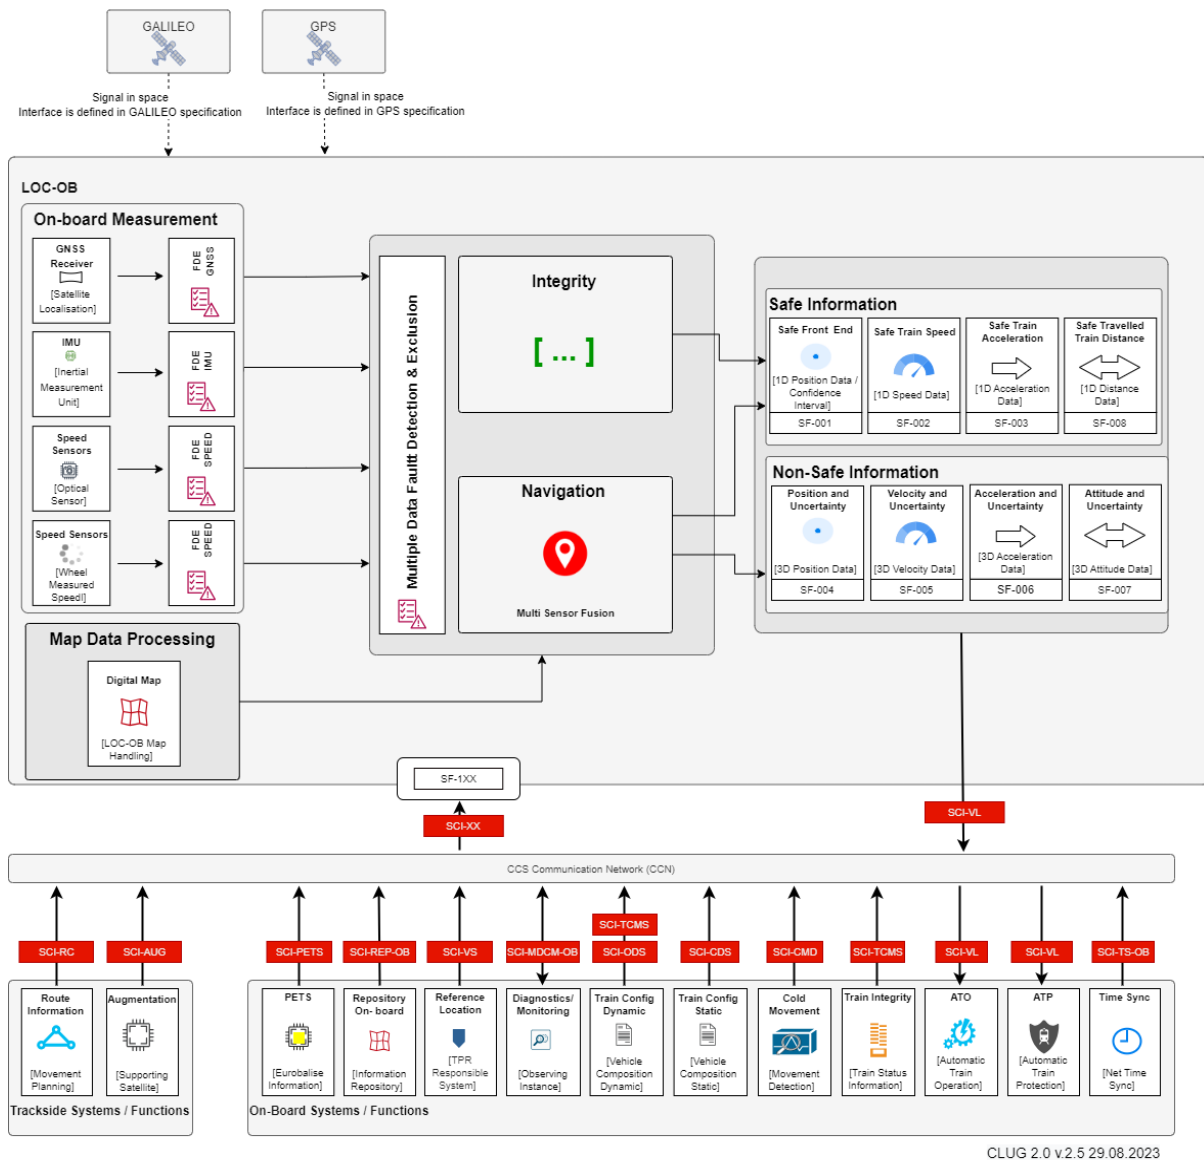 GALILEO
GPS
Signal in space
Interface is defined in GALILEO specification
Signal in space
Interface is defined in GPS specification
LOC-OB
On-board Measurement
GNSS
Receiver
[Satellite
Localisation]
FDE
GNSS
IMU
[Inertial
Measurement
Unit]
FDE
IMU
Speed
Sensors
[Optical
Sensor]
FDE
SPEED
Speed Sensors
[Wheel
Measured
Speedl]
FDE
SPEED
Map Data Processing
Digital Map
[LOC-OB Map
Handling]
Multiple Data Faultt Detection & Exclusion
Integrity
[ ... ]
Navigation
Multi Sensor Fusion
Safe Information
Safe Front End
[1D Position Data /
Confidence
Interval]
SF-001
Safe Train Speed
[1D Speed Data]
SF-002
Safe Train
Acceleration
[1D Acceleration
Data]
SF-003
Safe Travelled
Train Distance
[1D Distance
Data]
SF-008
Non-Safe Information
Position and
Uncertainty
[3D Position Data]
SF-004
Velocity and
Uncertainty
[3D Velocity Data]
SF-005
Acceleration and
Uncertainty
[3D Acceleration
Data]
SF-006
Attitude and
Uncertainty
[3D Attitude Data]
SF-007
SF-1XX
SCI-XX
SCI-VL
CCS Communication Network (CCN)
SCI-RC
SCI-AUG
SCI-PETS
SCI-REP-OB
SCI-VS
SCI-MDCM-OB
SCI-TCMS
SCI-ODS
SCI-CDS
SCI-CMD
SCI-TCMS
SCI-VL
SCI-VL
SCI-TS-OB
Route
Information
[Movement
Planning]
Augmentation
[Supporting
Satellite]
Trackside Systems / Functions
PETS
[Eurobalise
Information]
Repository
On- board
[Information
Repository]
Reference
Location
[TPR
Responsible
System]
Diagnostics/
Monitoring
[Observing
Instance]
Train Config
Dynamic
[Vehicle
Composition
Dynamic]
Train Config
Static
[Vehicle
Composition
Static]
Cold
Movement
[Movement
Detection]
Train Integrity
[Train Status
Information]
ATO
[Automatic
Train
Operation]
ATP
[Automatic
Train
Protection]
Time Sync
[Net Time
Sync]
On-Board Systems / Functions
CLUG 2.0 v.2.5 29.08.2023